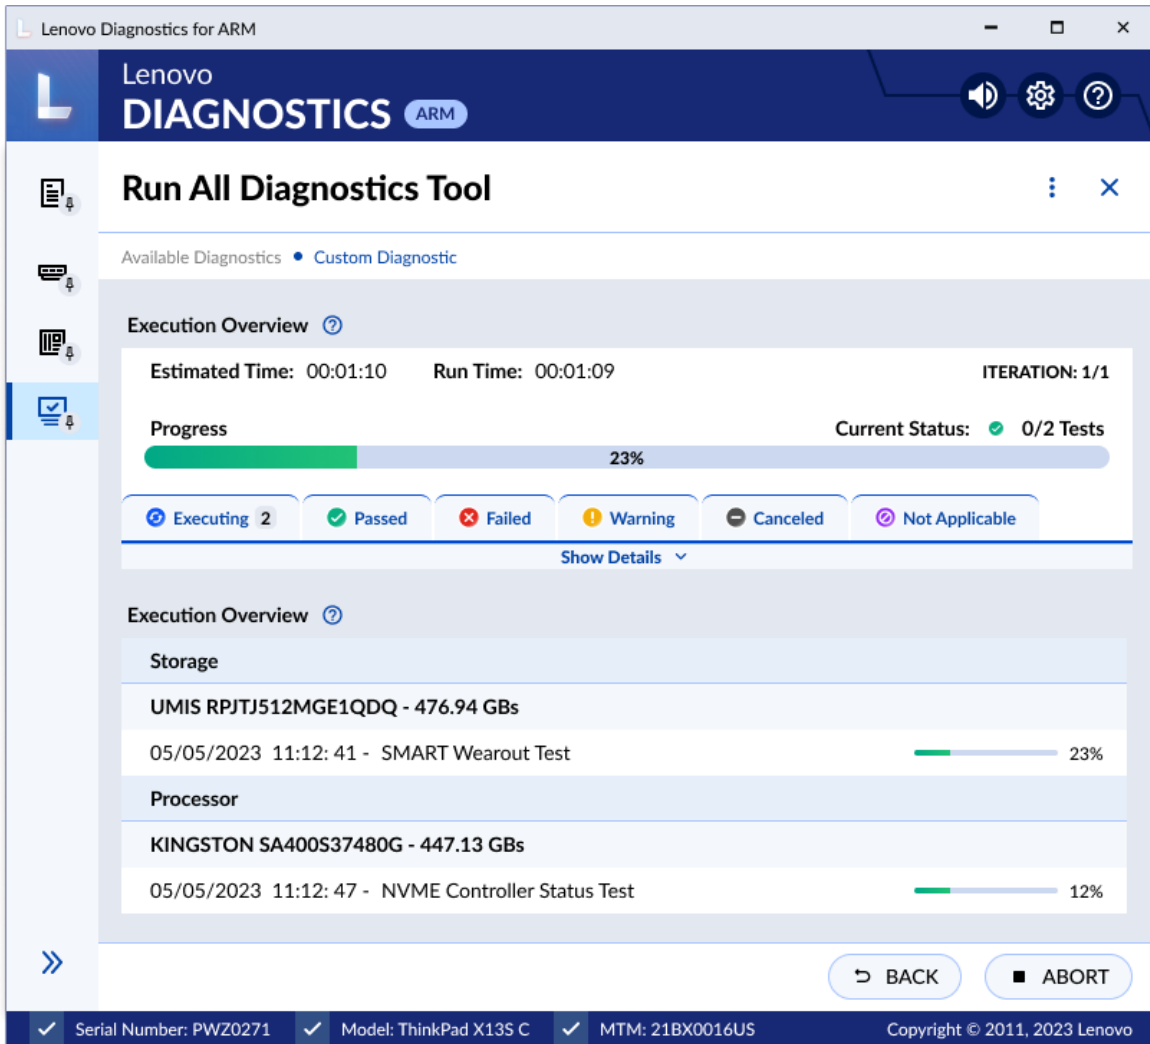 Lenovo Diagnostics for ARM
Lenovo
DIAGNOSTICS ARM
Run All Diagnostics Tool
Available Diagnostics • Custom Diagnostic
Execution Overview
Estimated Time: 00:01:10 Run Time: 00:01:09 ITERATION: 1/1
Progress Current Status: 0/2 Tests
23%
Executing 2 Passed Failed Warning Canceled Not Applicable
Show Details
Execution Overview
Storage
UMIS RPJTJ512MGE1QDQ - 476.94 GBs
05/05/2023 11:12: 41 - SMART Wearout Test 23%
Processor
KINGSTON SA400S37480G - 447.13 GBs
05/05/2023 11:12: 47 - NVME Controller Status Test 12%
BACK ABORT
Serial Number: PWZ0271 Model: ThinkPad X13S C MTM: 21BX0016US Copyright © 2011, 2023 Lenovo